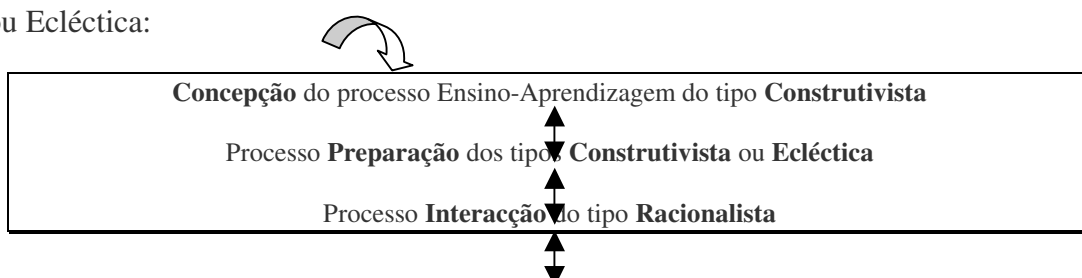 ou Ecléctica:
Concepção do processo Ensino-Aprendizagem do tipo Construtivista
Processo Preparação dos tipos Construtivista ou Ecléctica
Processo Interacção do tipo Racionalista